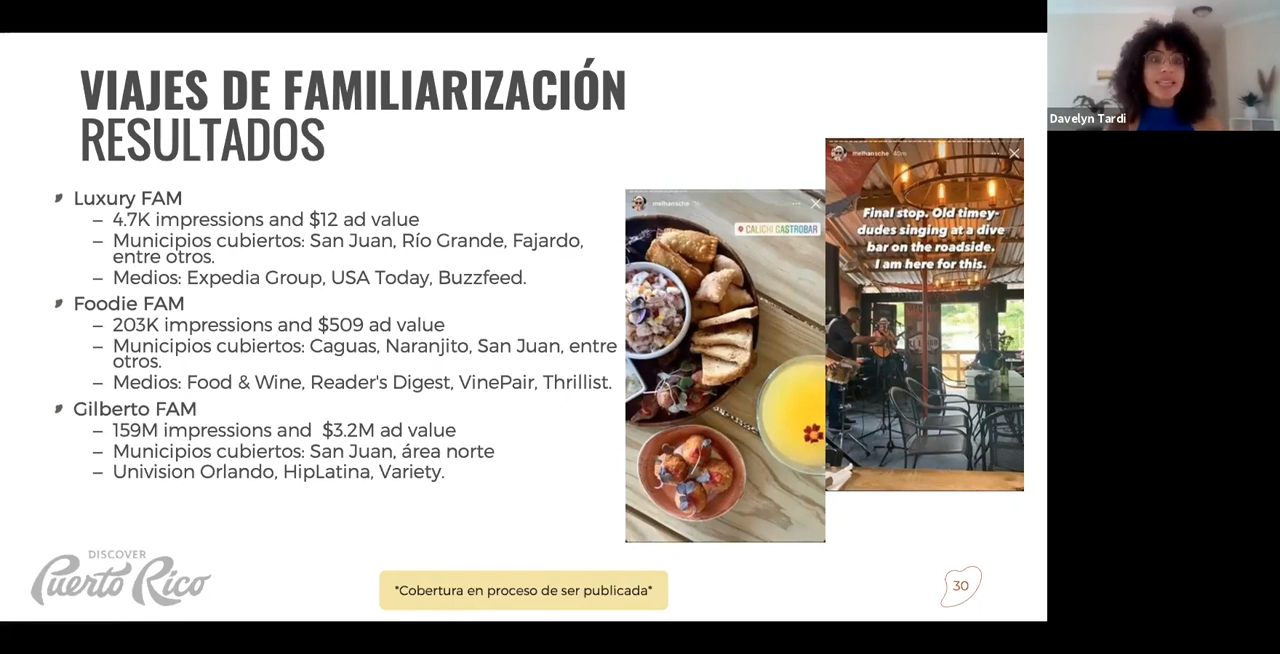 VIAJES DE FAMILIARIZACIÓN
RESULTADOS
Luxury FAM
– 4.7K impressions and $12 ad value
– Municipios cubiertos: San Juan, Río Grande, Fajardo,
entre otros.
– Medios: Expedia Group, USA Today, Buzzfeed.
Foodie FAM
– 203K impressions and $509 ad value
– Municipios cubiertos: Caguas, Naranjito, San Juan, entre
otros.
– Medios: Food & Wine, Reader's Digest, VinePair, Thrillist.
Gilberto FAM
– 159M impressions and $3.2M ad value
– Municipios cubiertos: San Juan, área norte
– Univision Orlando, HipLatina, Variety.
melhansche
CALICHI GASTROBAR
melhansche
Final stop. Old timey-
dudes singing at a dive
bar on the roadside.
I am here for this.
DISCOVER
Puerto Rico
*Cobertura en proceso de ser publicada*
30
Davelyn Tardi